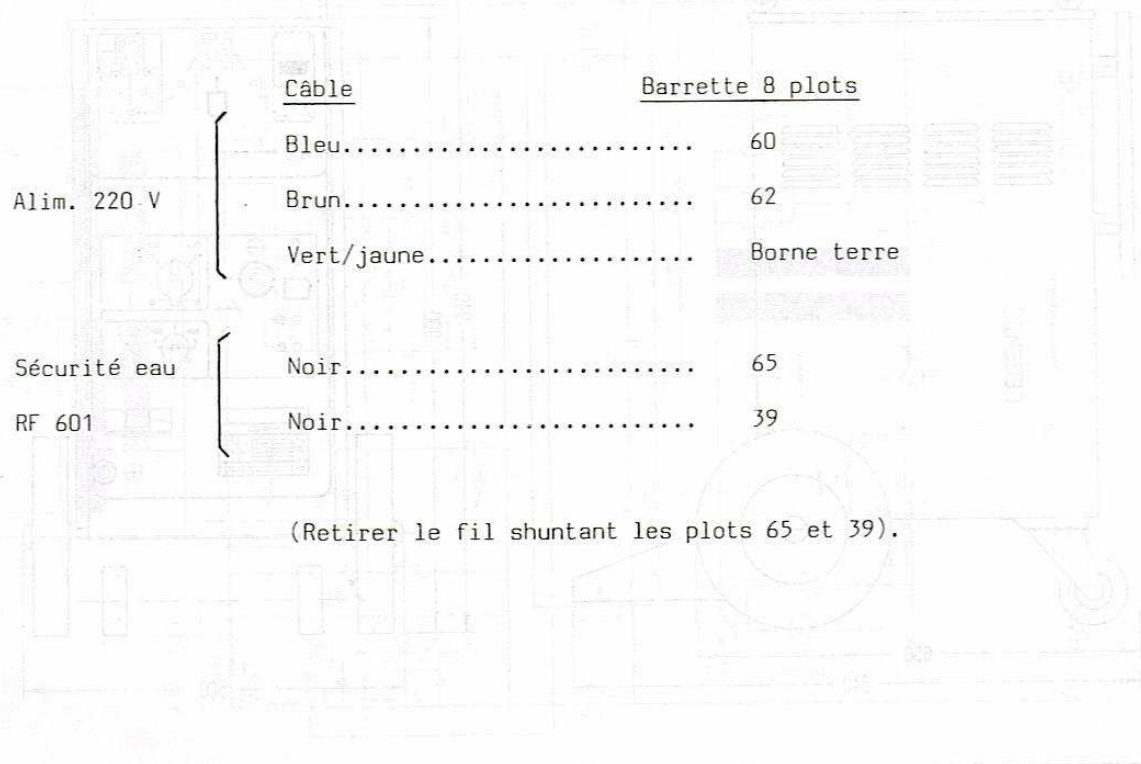 Câble Barrette 8 plots
Bleu.......................... 60
Alim. 220 V Brun.......................... 62
Vert/jaune.................... Borne terre
Sécurité eau Noir.......................... 65
RF 601 Noir.......................... 39
(Retirer le fil shuntant les plots 65 et 39).